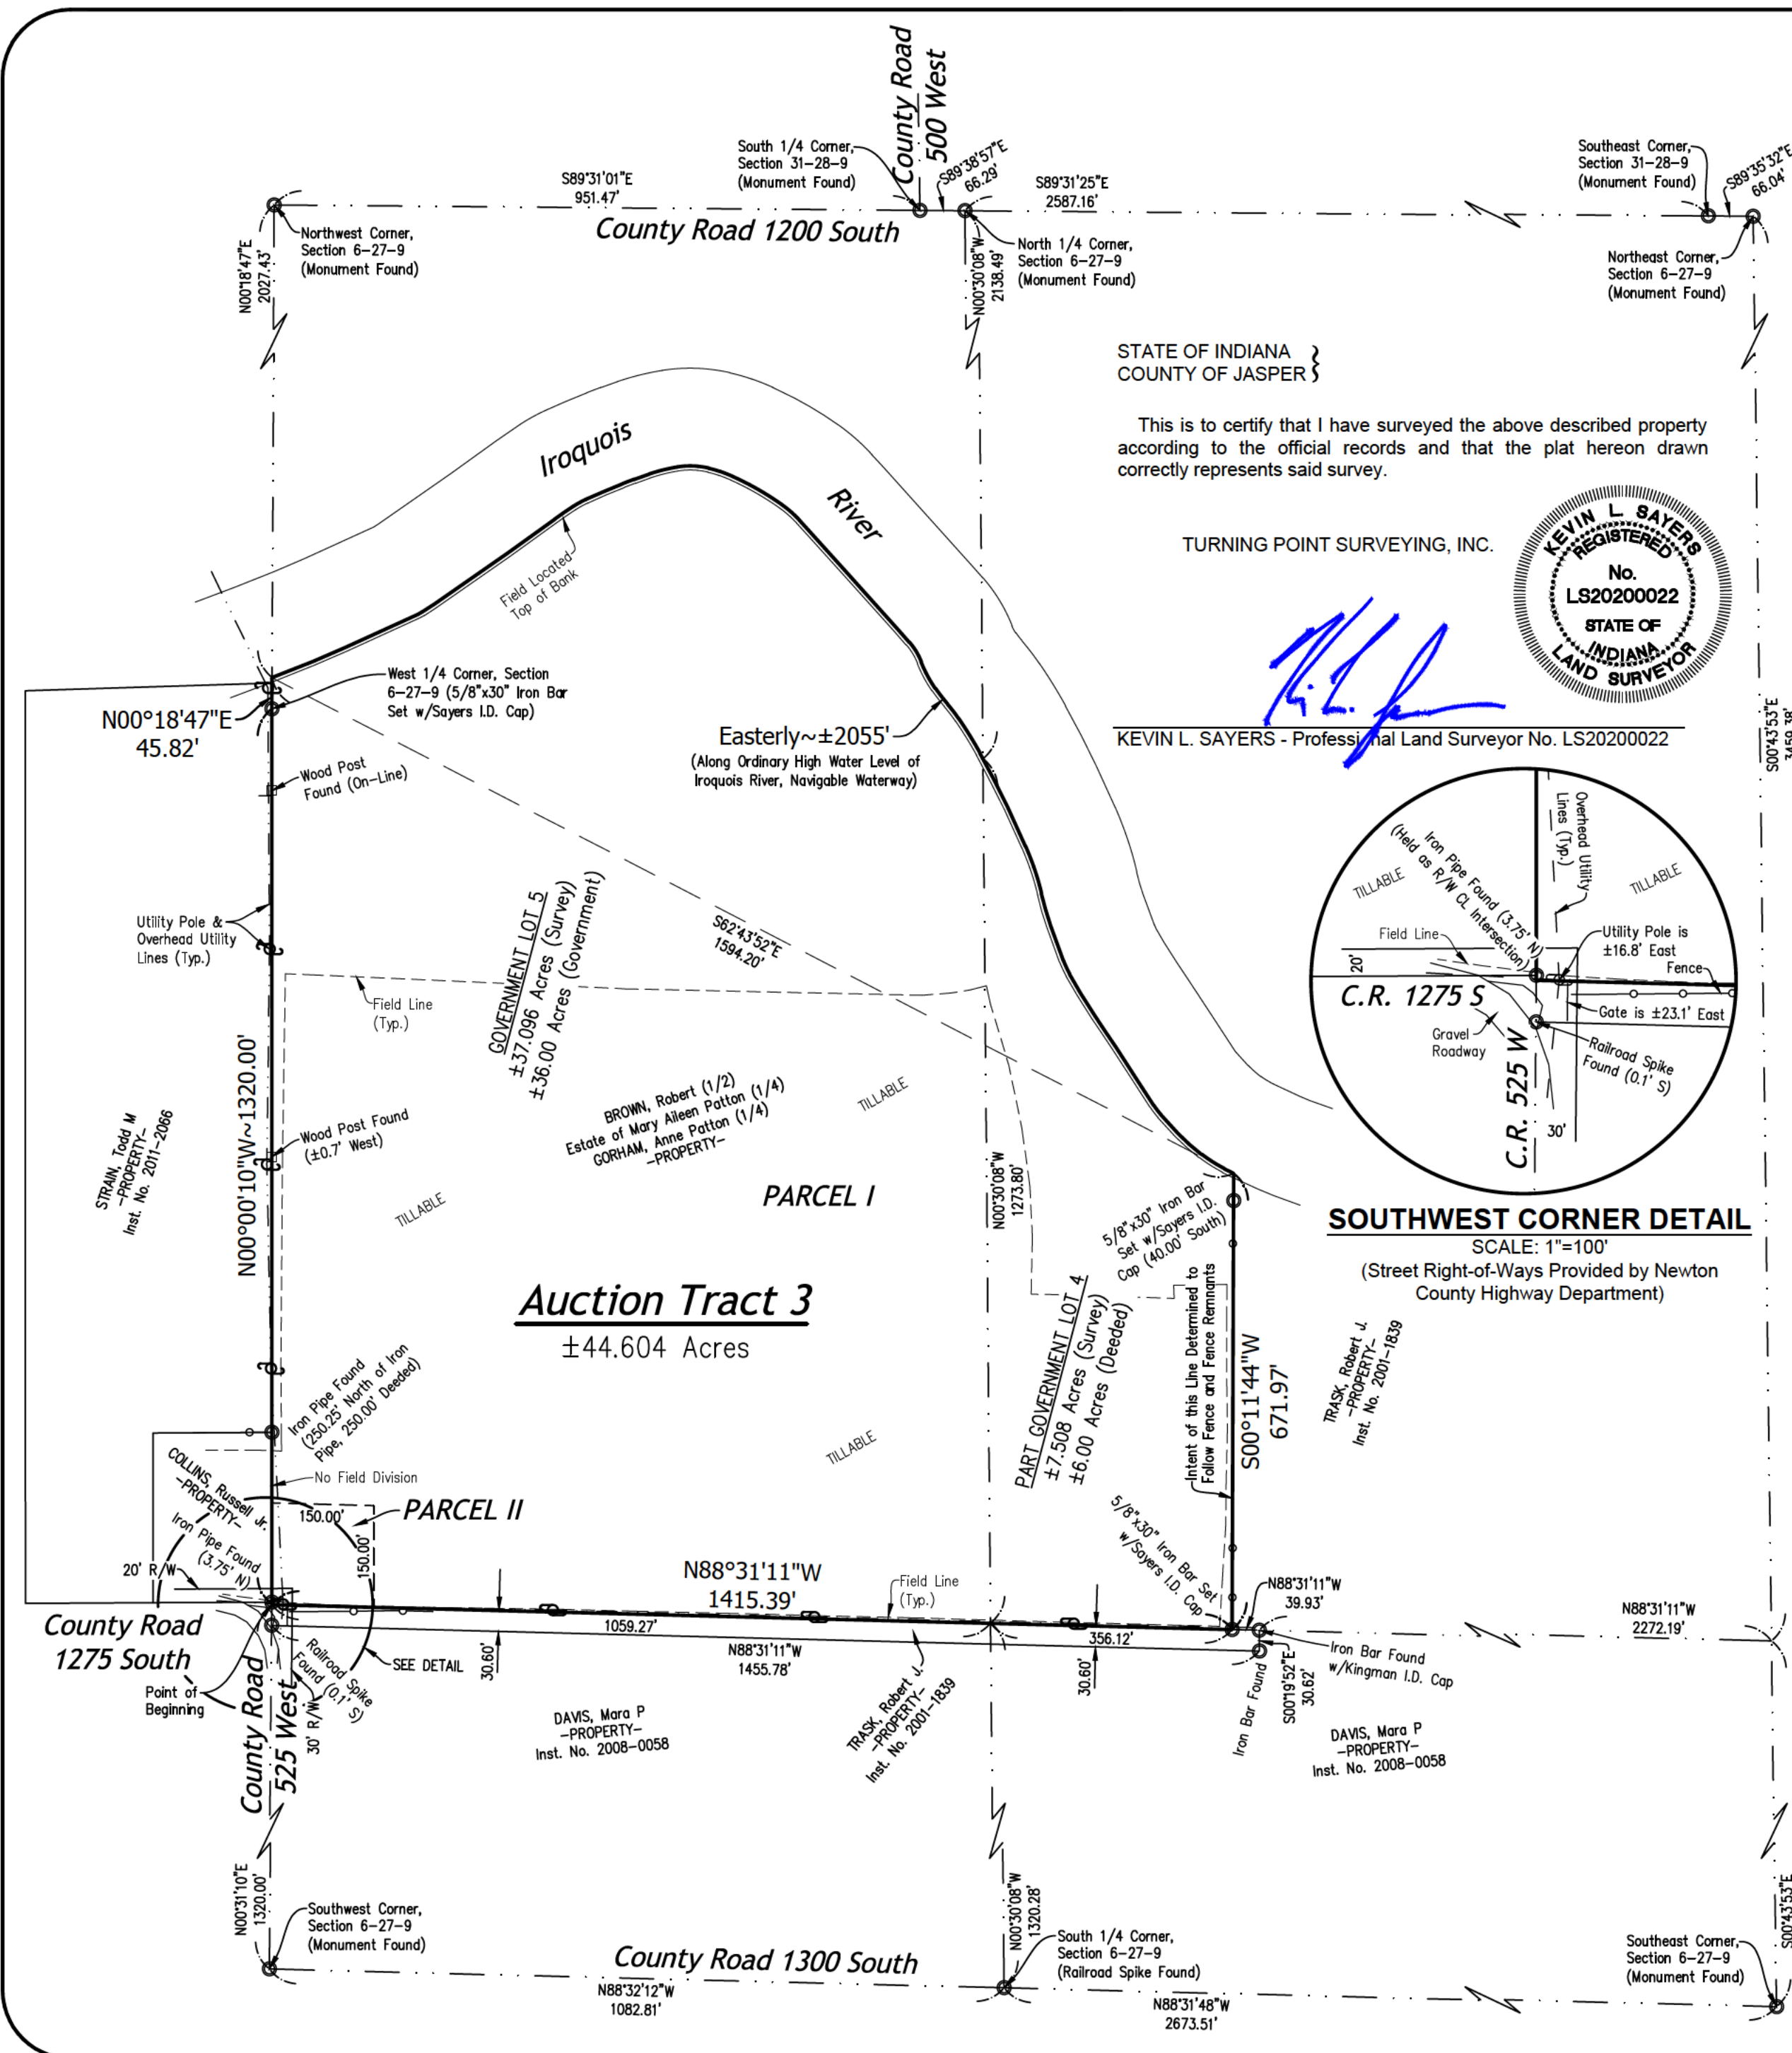 County Road
500 West
South 1/4 Corner,
Section 31-28-9
(Monument Found)
S89°38'57"E
66.29'
S89°31'01"E
951.47'
S89°31'25"E
2587.16'
Southeast Corner,
Section 31-28-9
(Monument Found)
S89°35'32"E
66.04'
County Road 1200 South
Northwest Corner,
Section 6-27-9
(Monument Found)
N00°18'47"E
2027.43'
North 1/4 Corner,
Section 6-27-9
(Monument Found)
N00°30'08"W
2138.49'
Northeast Corner,
Section 6-27-9
(Monument Found)
STATE OF INDIANA
COUNTY OF JASPER
This is to certify that I have surveyed the above described property
according to the official records and that the plat hereon drawn
correctly represents said survey.
TURNING POINT SURVEYING, INC.
KEVIN L. SAYERS
REGISTERED
No.
LS20200022
STATE OF
INDIANA
LAND SURVEYOR
KEVIN L. SAYERS - Professional Land Surveyor No. LS20200022
S00°43'53"E
3459.38'
Iroquois
River
Field Located
Top of Bank
West 1/4 Corner, Section
6-27-9 (5/8"x30" Iron Bar
Set w/Sayers I.D. Cap)
N00°18'47"E
45.82'
Easterly~±2055'
(Along Ordinary High Water Level of
Iroquois River, Navigable Waterway)
Wood Post
Found (On-Line)
Utility Pole &
Overhead Utility
Lines (Typ.)
GOVERNMENT LOT 5
±37.096 Acres (Survey)
±36.00 Acres (Government)
S62°43'52"E
1594.20'
Field Line
(Typ.)
N00°00'10"W~1320.00'
STRAIN, Todd M
-PROPERTY-
Inst. No. 2011-2066
Wood Post Found
(±0.7' West)
BROWN, Robert (1/2)
Estate of Mary Aileen Patton (1/4)
GORHAM, Anne Patton (1/4)
-PROPERTY-
TILLABLE
TILLABLE
PARCEL I
N00°30'08"W
1273.80'
5/8"x30" Iron Bar
Set w/Sayers I.D.
Cap (40.00' South)
Overhead Utility
Lines (Typ.)
Iron Pipe Found (3.75' N)
(Held as R/W CL Intersection)
TILLABLE
TILLABLE
Field Line
20'
Utility Pole is
±16.8' East
Fence
C.R. 1275 S
Gate is ±23.1' East
Gravel
Roadway
Railroad Spike
Found (0.1' S)
C.R. 525 W
30'
SOUTHWEST CORNER DETAIL
SCALE: 1"=100'
(Street Right-of-Ways Provided by Newton
County Highway Department)
Auction Tract 3
±44.604 Acres
PART GOVERNMENT LOT 4
±7.508 Acres (Survey)
±6.00 Acres (Deeded)
Intent of this Line Determined to
Follow Fence and Fence Remnants
S00°11'44"W
671.97'
TRASK, Robert J.
-PROPERTY-
Inst. No. 2001-1839
Iron Pipe Found
(250.25' North of Iron
Pipe, 250.00' Deeded)
TILLABLE
No Field Division
COLLINS, Russell Jr.
-PROPERTY-
Iron Pipe Found
(3.75' N)
20' R/W
150.00'
150.00'
PARCEL II
5/8"x30" Iron Bar Set
w/Sayers I.D. Cap
N88°31'11"W
1415.39'
Field Line
(Typ.)
N88°31'11"W
39.93'
N88°31'11"W
2272.19'
County Road
1275 South
1059.27'
356.12'
N88°31'11"W
1455.78'
30.60'
30.60'
Iron Bar Found
w/Kingman I.D. Cap
Iron Bar Found
S00°19'52"E
30.62'
SEE DETAIL
Railroad Spike
Found (0.1' S)
Point of
Beginning
County Road
525 West
30' R/W
DAVIS, Mara P
-PROPERTY-
Inst. No. 2008-0058
TRASK, Robert J.
-PROPERTY-
Inst. No. 2001-1839
DAVIS, Mara P
-PROPERTY-
Inst. No. 2008-0058
N00°31'10"E
1320.00'
Southwest Corner,
Section 6-27-9
(Monument Found)
County Road 1300 South
N88°32'12"W
1082.81'
N00°30'08"W
1320.28'
South 1/4 Corner,
Section 6-27-9
(Railroad Spike Found)
N88°31'48"W
2673.51'
Southeast Corner,
Section 6-27-9
(Monument Found)
S00°43'53"E